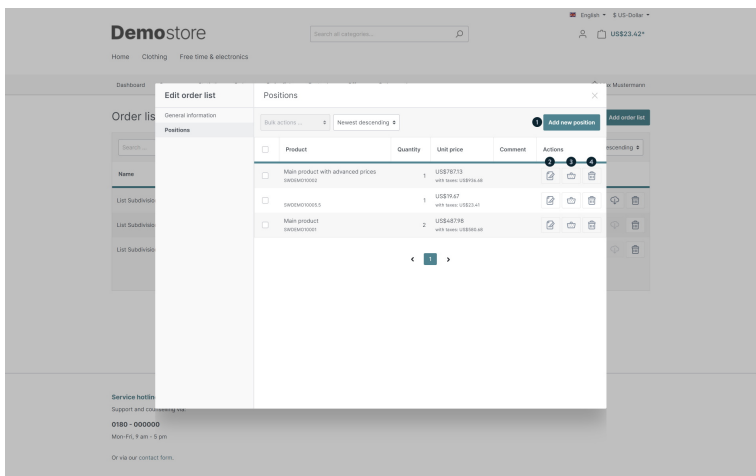 English $ US-Dollar
Demostore
Search all categories...
US$23.42*
Home Clothing Free time & electronics
Dashboard
Mustermann
Edit order list
Positions
Order lis
General information
Positions
Bulk actions ...
Newest descending
1 Add new position
Add order list
Search ...
escending
Product Quantity Unit price Comment Actions
2 3 4
Name
Main product with advanced prices
SWDEMO10002
1
US$787.13
with taxes: US$936.68
List Subdivisio
SWDEMO10005.5
1
US$19.67
with taxes: US$23.41
List Subdivisio
Main product
SWDEMO10001
2
US$487.98
with taxes: US$580.68
List Subdivisio
1
Service hotlin
Support and counselling via:
0180 - 000000
Mon-Fri, 9 am - 5 pm
Or via our contact form.